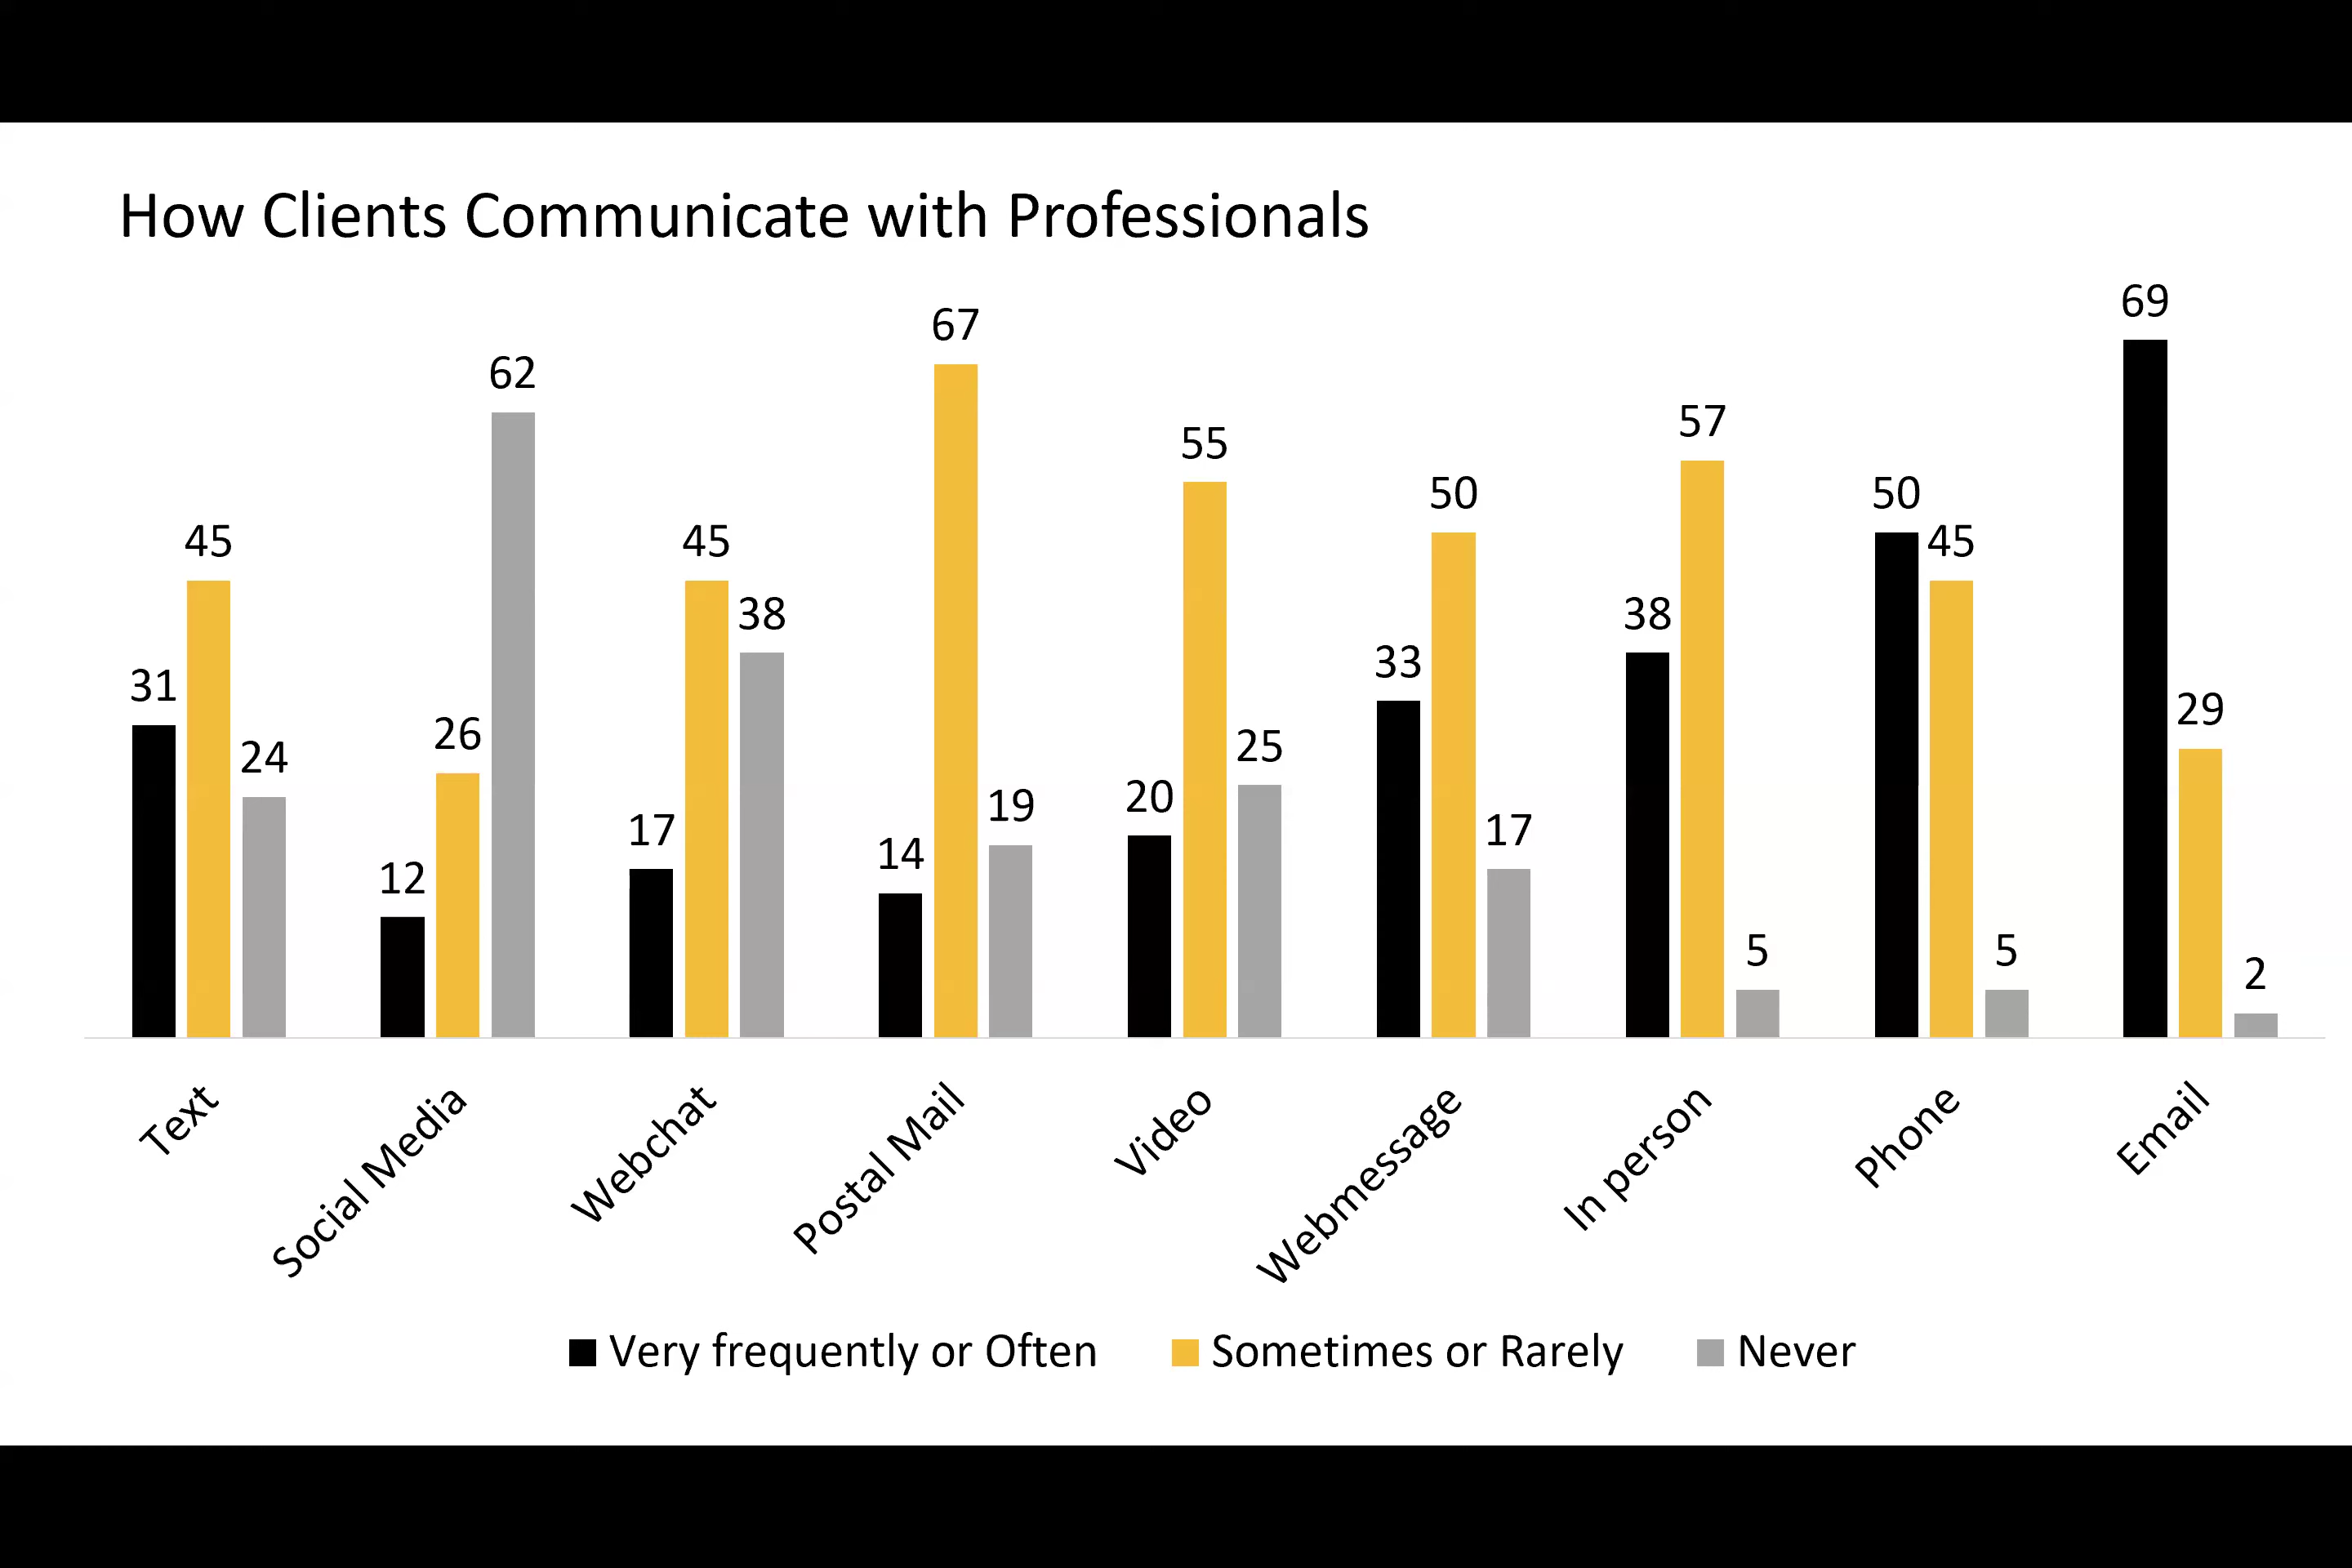 How Clients Communicate with Professionals
31 45 24
12 26 62
17 45 38
14 67 19
20 55 25
33 50 17
38 57 5
50 45 5
69 29 2
Text
Social Media
Webchat
Postal Mail
Video
Webmessage
In person
Phone
Email
Very frequently or Often
Sometimes or Rarely
Never